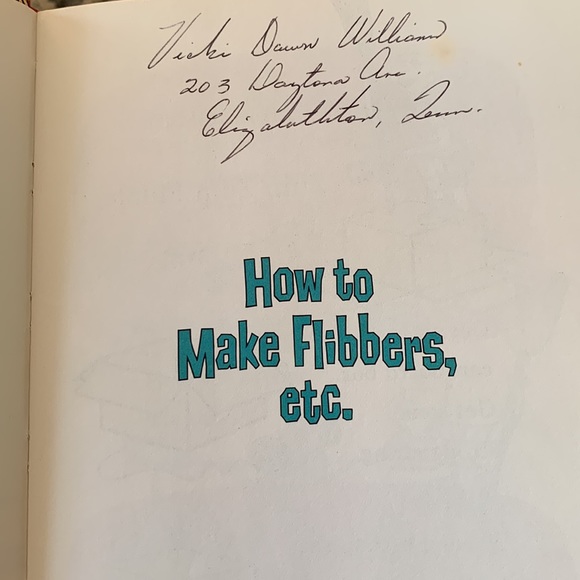 Vicki Dawn Williams
203 Daytona Ave.
Elizabethton, Tenn.
How to
Make Flibbers,
etc.